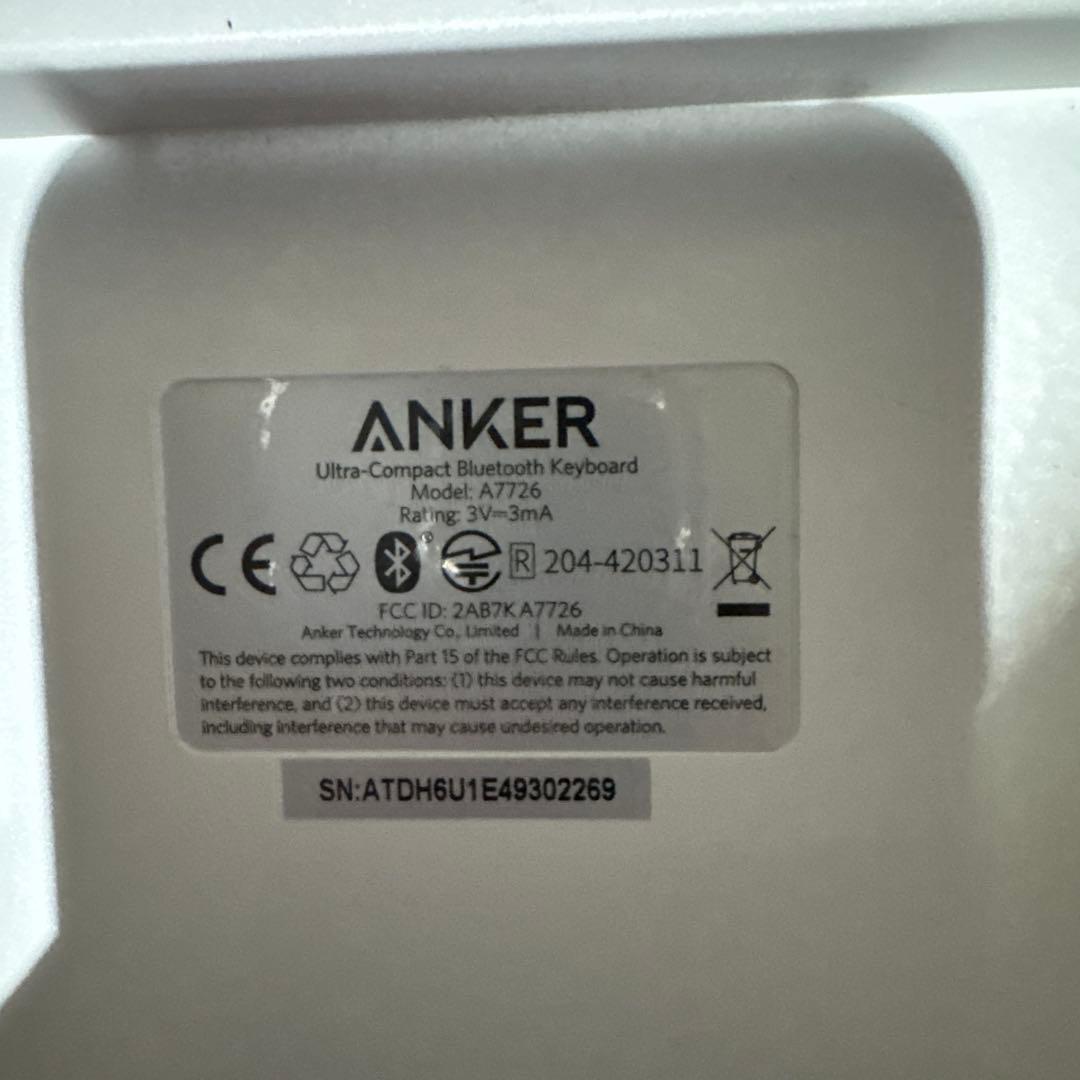 ANKER
Ultra-Compact Bluetooth Keyboard
Model: A7726
Rating: 3V⎓3mA
CE ® R 204-420311
FCC ID: 2AB7K A7726
Anker Technology Co., Limited | Made in China
This device complies with Part 15 of the FCC Rules. Operation is subject
to the following two conditions: (1) this device may not cause harmful
interference, and (2) this device must accept any interference received,
including interference that may cause undesired operation.
SN:ATDH6U1E49302269